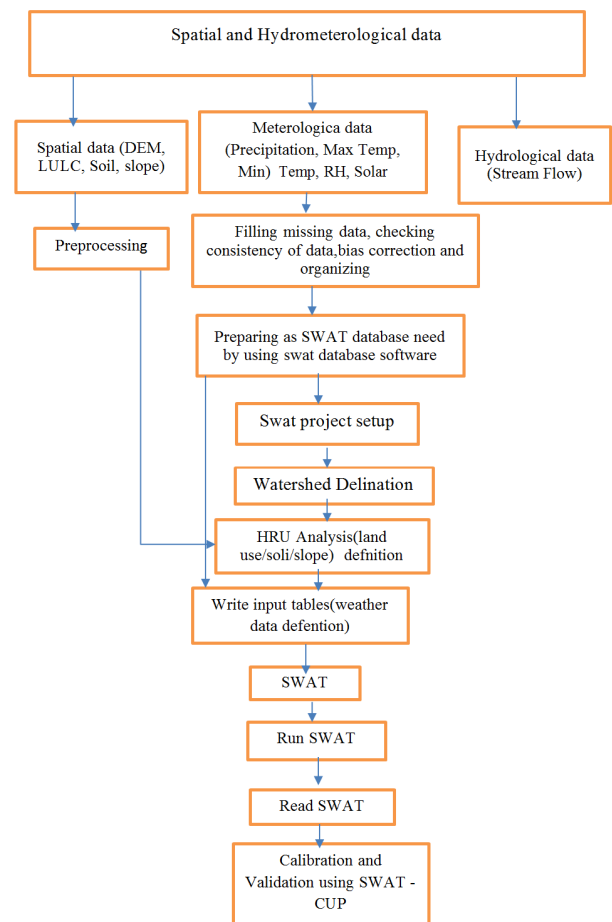 Spatial and Hydrometerological data
Spatial data (DEM,
LULC, Soil, slope)
Meterologica data
(Precipitation, Max Temp,
Min) Temp, RH, Solar
Hydrological data
(Stream Flow)
Preprocessing
Filling missing data, checking
consistency of data,bias correction and
organizing
Preparing as SWAT database need
by using swat database software
Swat project setup
Watershed Delination
HRU Analysis(land
use/soli/slope) defnition
Write input tables(weather
data defention)
SWAT
Run SWAT
Read SWAT
Calibration and
Validation using SWAT -
CUP